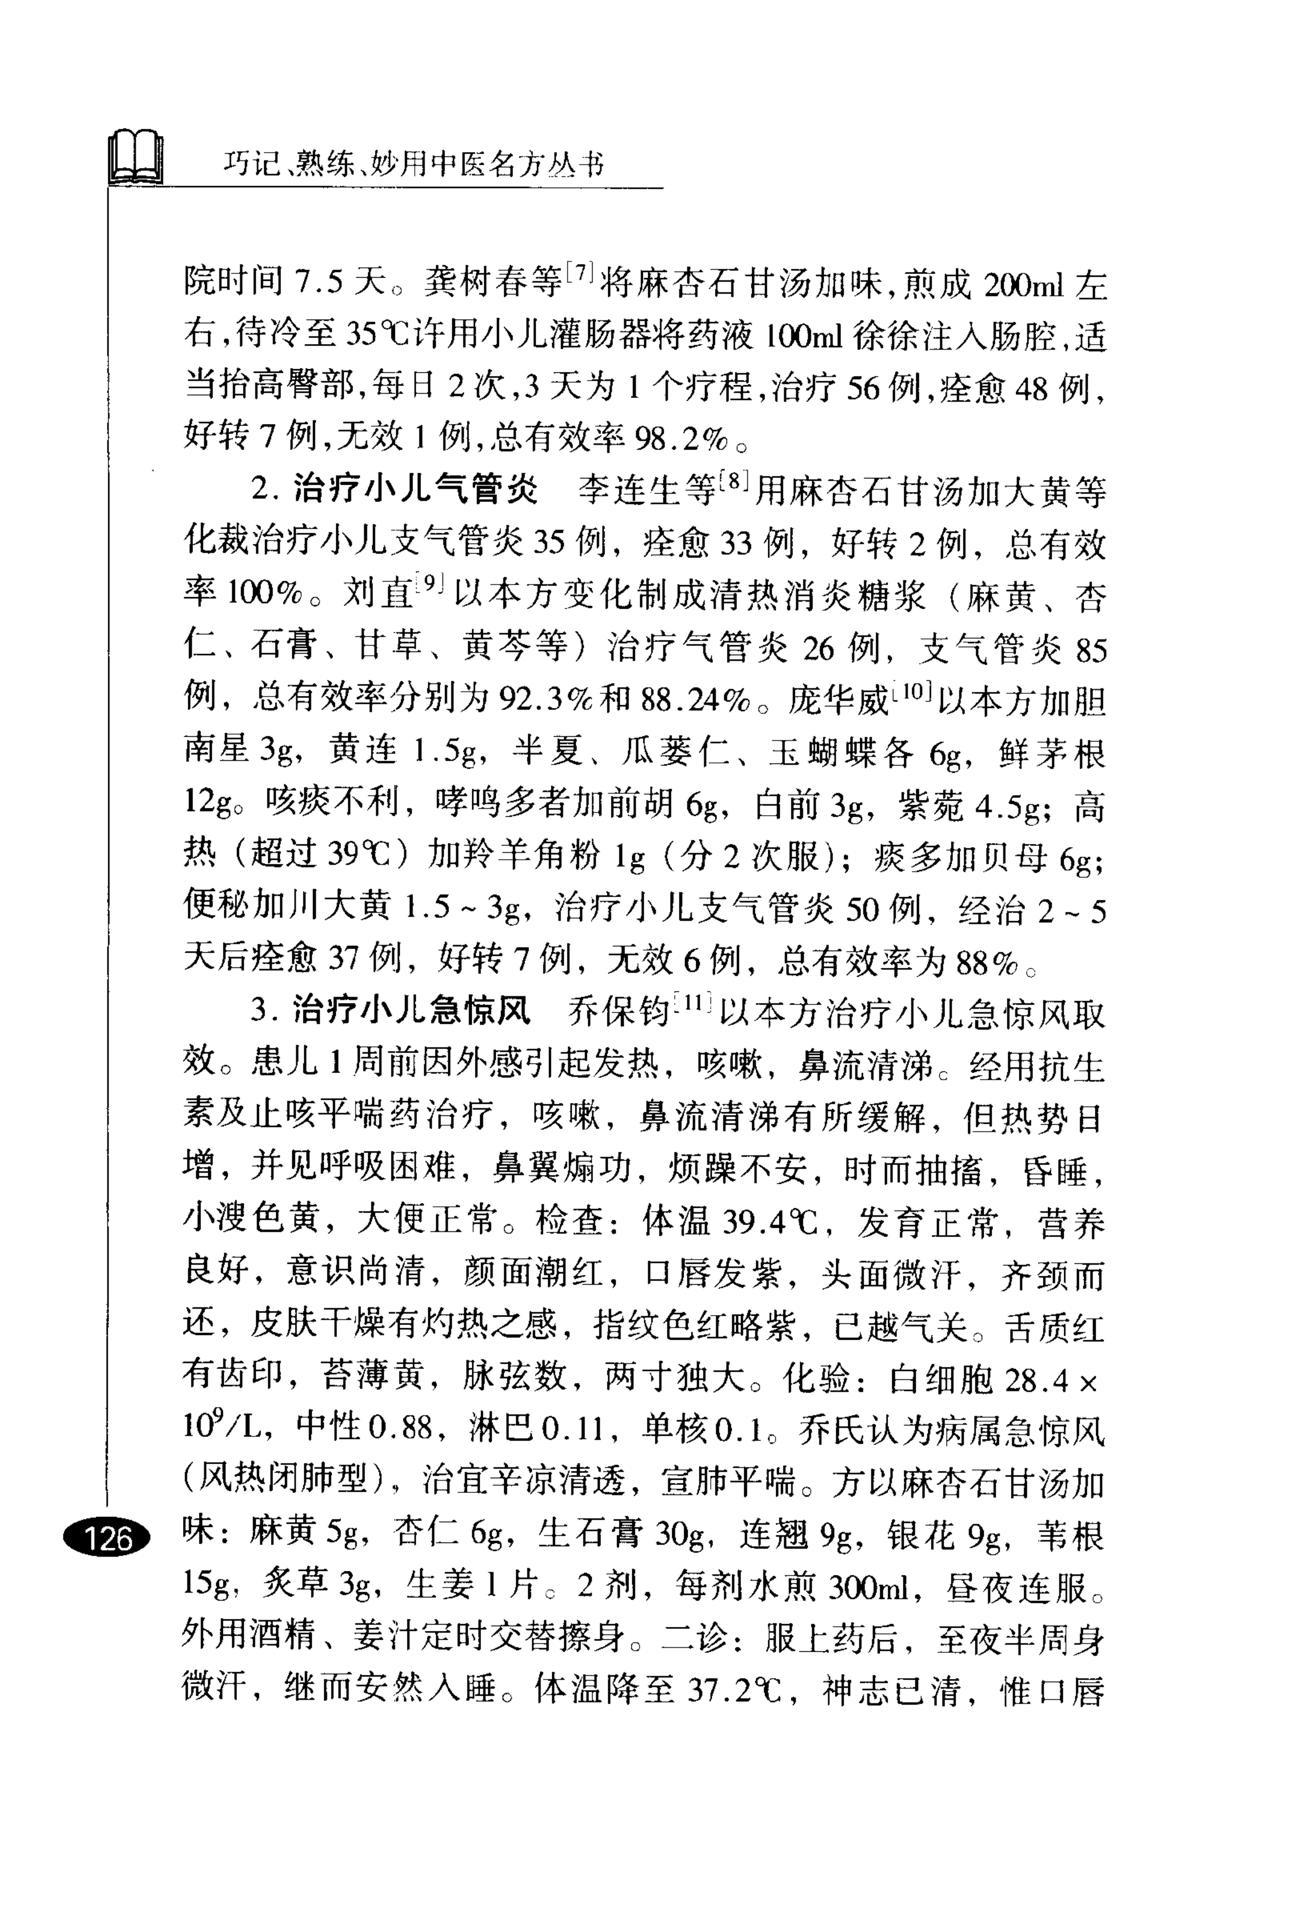 巧记、熟练、妙用中医名方丛书
院时间 7.5 天。龚树春等[7]将麻杏石甘汤加味,煎成 200ml 左
右,待冷至 35℃许用小儿灌肠器将药液 100ml 徐徐注入肠腔,适
当抬高臀部,每日 2 次,3 天为 1 个疗程,治疗 56 例,痊愈 48 例,
好转 7 例,无效 1 例,总有效率 98.2%。
2. 治疗小儿气管炎　李连生等[8]用麻杏石甘汤加大黄等
化裁治疗小儿支气管炎 35 例，痊愈 33 例，好转 2 例，总有效
率 100%。刘直[9]以本方变化制成清热消炎糖浆（麻黄、杏
仁、石膏、甘草、黄芩等）治疗气管炎 26 例，支气管炎 85
例，总有效率分别为 92.3%和 88.24%。庞华威[10]以本方加胆
南星 3g，黄连 1.5g，半夏、瓜蒌仁、玉蝴蝶各 6g，鲜茅根
12g。咳痰不利，哮鸣多者加前胡 6g，白前 3g，紫菀 4.5g；高
热（超过 39℃）加羚羊角粉 1g（分 2 次服）；痰多加贝母 6g；
便秘加川大黄 1.5～3g，治疗小儿支气管炎 50 例，经治 2～5
天后痊愈 37 例，好转 7 例，无效 6 例，总有效率为 88%。
3. 治疗小儿急惊风　乔保钧[11]以本方治疗小儿急惊风取
效。患儿 1 周前因外感引起发热，咳嗽，鼻流清涕。经用抗生
素及止咳平喘药治疗，咳嗽，鼻流清涕有所缓解，但热势日
增，并见呼吸困难，鼻翼煽功，烦躁不安，时而抽搐，昏睡，
小溲色黄，大便正常。检查：体温 39.4℃，发育正常，营养
良好，意识尚清，颜面潮红，口唇发紫，头面微汗，齐颈而
还，皮肤干燥有灼热之感，指纹色红略紫，已越气关。舌质红
有齿印，苔薄黄，脉弦数，两寸独大。化验：白细胞 28.4 ×
10⁹/L，中性 0.88，淋巴 0.11，单核 0.1。乔氏认为病属急惊风
(风热闭肺型)，治宜辛凉清透，宣肺平喘。方以麻杏石甘汤加
味：麻黄 5g，杏仁 6g，生石膏 30g，连翘 9g，银花 9g，苇根
15g，炙草 3g，生姜 1 片。2 剂，每剂水煎 300ml，昼夜连服。
外用酒精、姜汁定时交替擦身。二诊：服上药后，至夜半周身
微汗，继而安然入睡。体温降至 37.2℃，神志已清，惟口唇
126